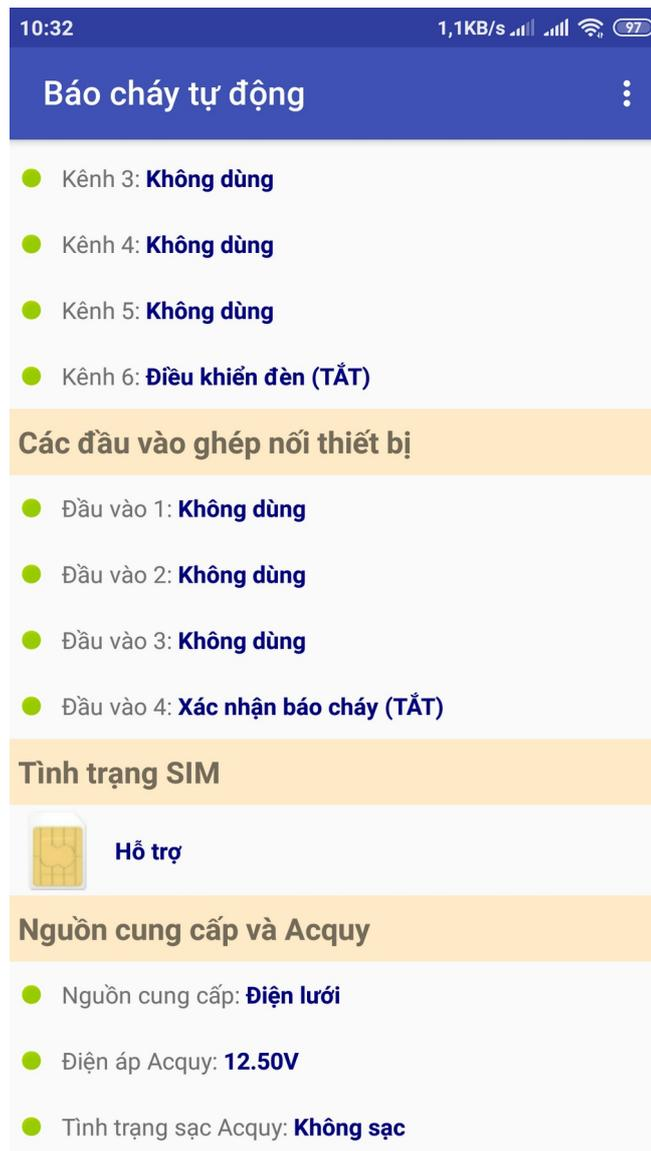 10:32 1,1KB/s 97
Báo cháy tự động
Kênh 3: Không dùng
Kênh 4: Không dùng
Kênh 5: Không dùng
Kênh 6: Điều khiển đèn (TẮT)
Các đầu vào ghép nối thiết bị
Đầu vào 1: Không dùng
Đầu vào 2: Không dùng
Đầu vào 3: Không dùng
Đầu vào 4: Xác nhận báo cháy (TẮT)
Tình trạng SIM
Hỗ trợ
Nguồn cung cấp và Acquy
Nguồn cung cấp: Điện lưới
Điện áp Acquy: 12.50V
Tình trạng sạc Acquy: Không sạc